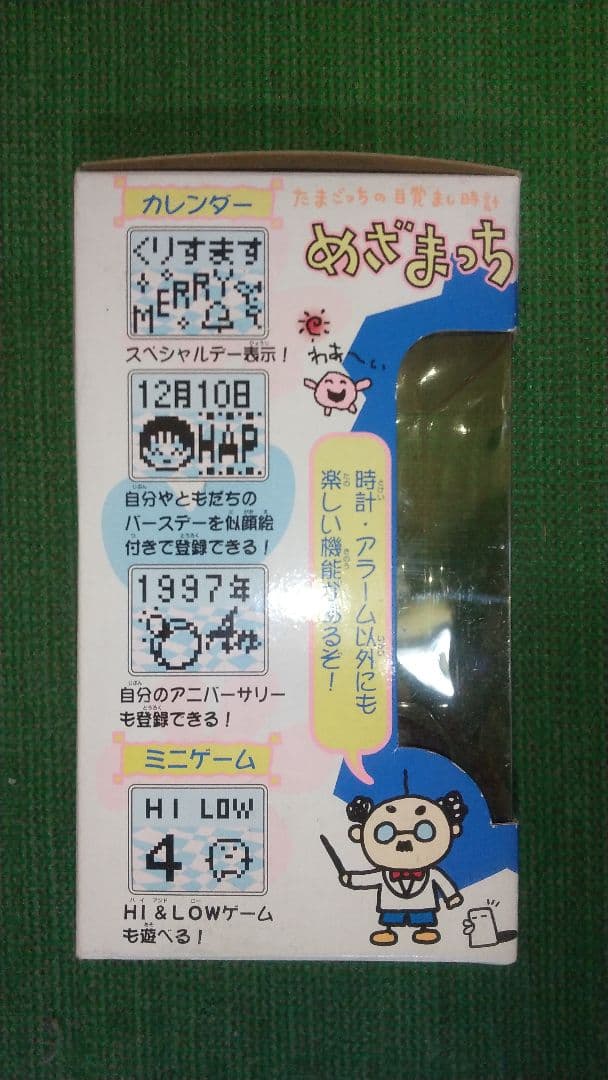 たまごっちの目覚まし時計
めざまっち
わあ〜い
カレンダー
くりすます
MERRY
スペシャルデー表示！
12月10日
HAP
自分やともだちの
バースデーを似顔絵
付きで登録できる！
1997年
自分のアニバーサリー
も登録できる！
時計・アラーム以外にも
楽しい機能があるぞ！
ミニゲーム
HI LOW
4
HI&LOWゲーム
も遊べる！